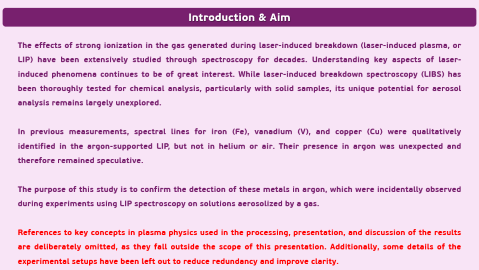 Introduction & Aim
The effects of strong ionization in the gas generated during laser-induced breakdown (laser-induced plasma, or
LIP) have been extensively studied through spectroscopy for decades. Understanding key aspects of laser-
induced phenomena continues to be of great interest. While laser-induced breakdown spectroscopy (LIBS) has
been thoroughly tested for chemical analysis, particularly with solid samples, its unique potential for aerosol
analysis remains largely unexplored.
In previous measurements, spectral lines for iron (Fe), vanadium (V), and copper (Cu) were qualitatively
identified in the argon-supported LIP, but not in helium or air. Their presence in argon was unexpected and
therefore remained speculative.
The purpose of this study is to confirm the detection of these metals in argon, which were incidentally observed
during experiments using LIP spectroscopy on solutions aerosolized by a gas.
References to key concepts in plasma physics used in the processing, presentation, and discussion of the results
are deliberately omitted, as they fall outside the scope of this presentation. Additionally, some details of the
experimental setups have been left out to reduce redundancy and improve clarity.